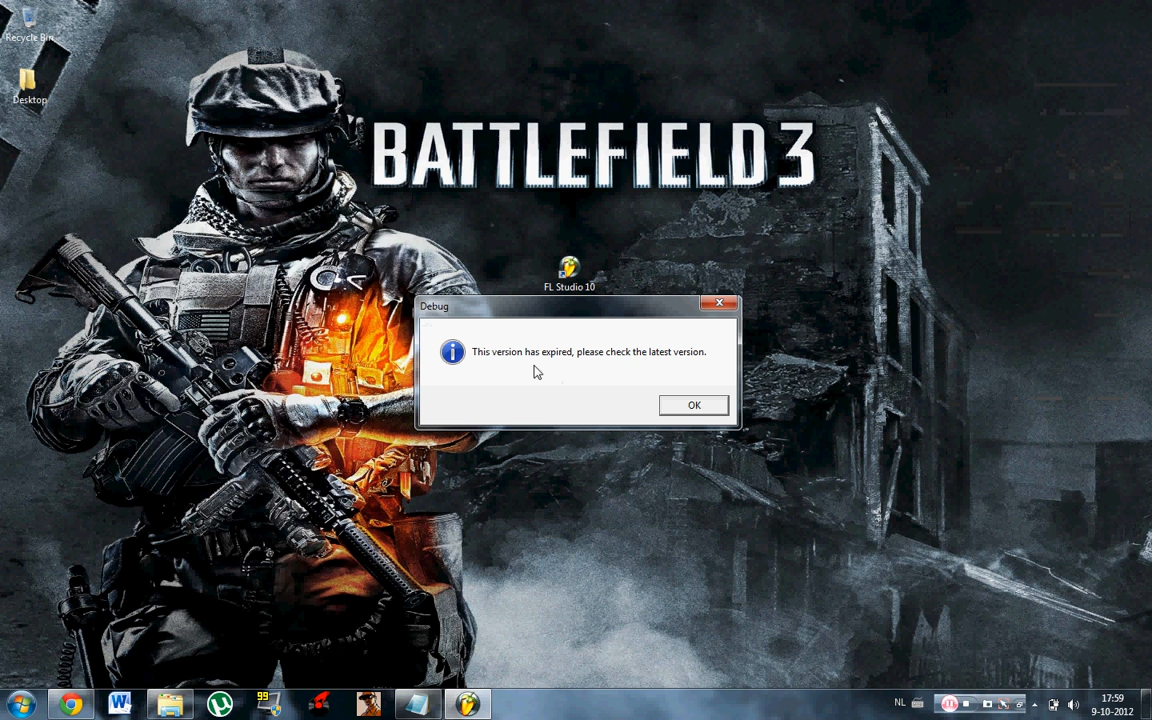 Recycle Bin
Desktop
BATTLEFIELD 3
FL Studio 10
Debug
This version has expired, please check the latest version.
OK
99
NL
17:59
9-10-2012